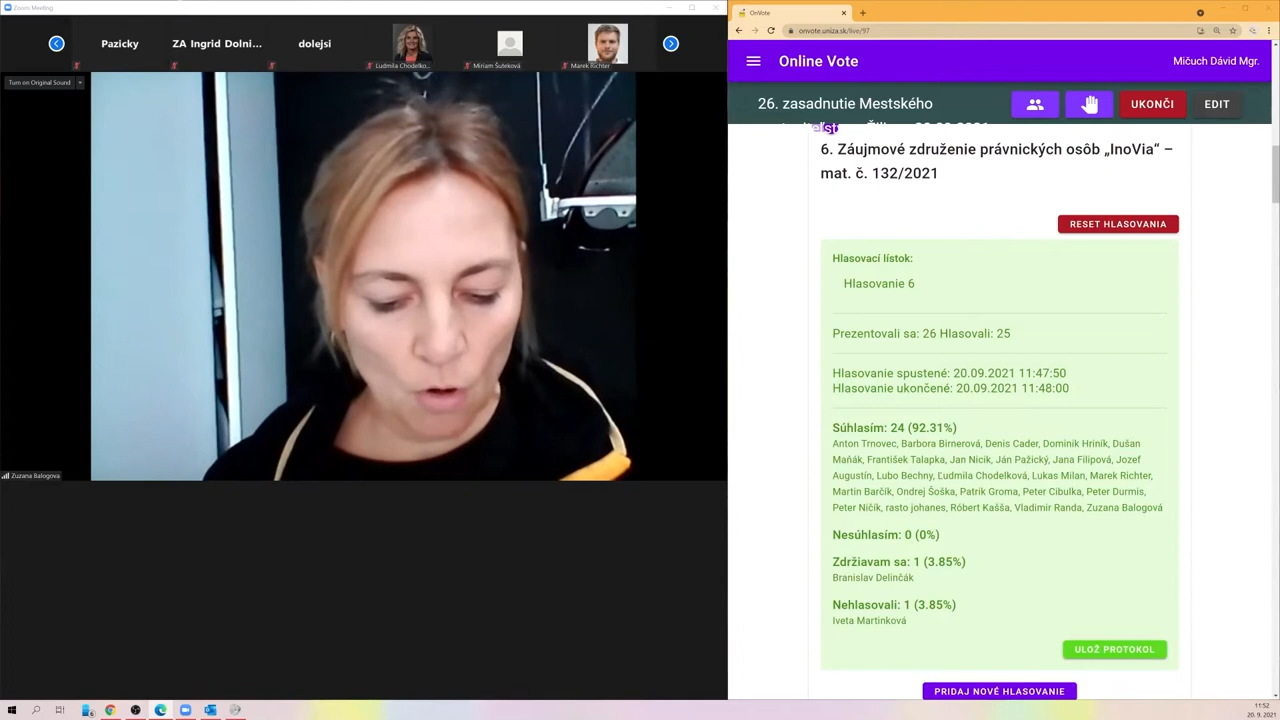 Zoom Meeting
OnVote
onvote.uniza.sk/live/97
Pazicky
ZA Ingrid Dolni...
dolejsi
Ľudmila Chodelko...
Miriam Šuteková
Marek Richter
Turn on Original Sound
Online Vote
Mičuch Dávid Mgr.
26. zasadnutie Mestského
UKONČI
EDIT
6. Záujmové združenie právnických osôb „InoVia“ –
mat. č. 132/2021
RESET HLASOVANIA
Hlasovací lístok:
Hlasovanie 6
Prezentovali sa: 26 Hlasovali: 25
Hlasovanie spustené: 20.09.2021 11:47:50
Hlasovanie ukončené: 20.09.2021 11:48:00
Súhlasím: 24 (92.31%)
Anton Trnovec, Barbora Birnerová, Denis Cader, Dominik Hriník, Dušan
Maňák, František Talapka, Jan Nicik, Ján Pažický, Jana Filipová, Jozef
Augustín, Lubo Bechny, Ľudmila Chodelková, Lukas Milan, Marek Richter,
Martin Barčík, Ondrej Šoška, Patrik Groma, Peter Cibulka, Peter Durmis,
Peter Ničík, rasto johanes, Róbert Kašša, Vladimir Randa, Zuzana Balogová
Nesúhlasím: 0 (0%)
Zdržiavam sa: 1 (3.85%)
Branislav Delinčák
Nehlasovali: 1 (3.85%)
Iveta Martinková
ULOŽ PROTOKOL
PRIDAJ NOVÉ HLASOVANIE
Zuzana Balogova
11:52
20. 9. 2021